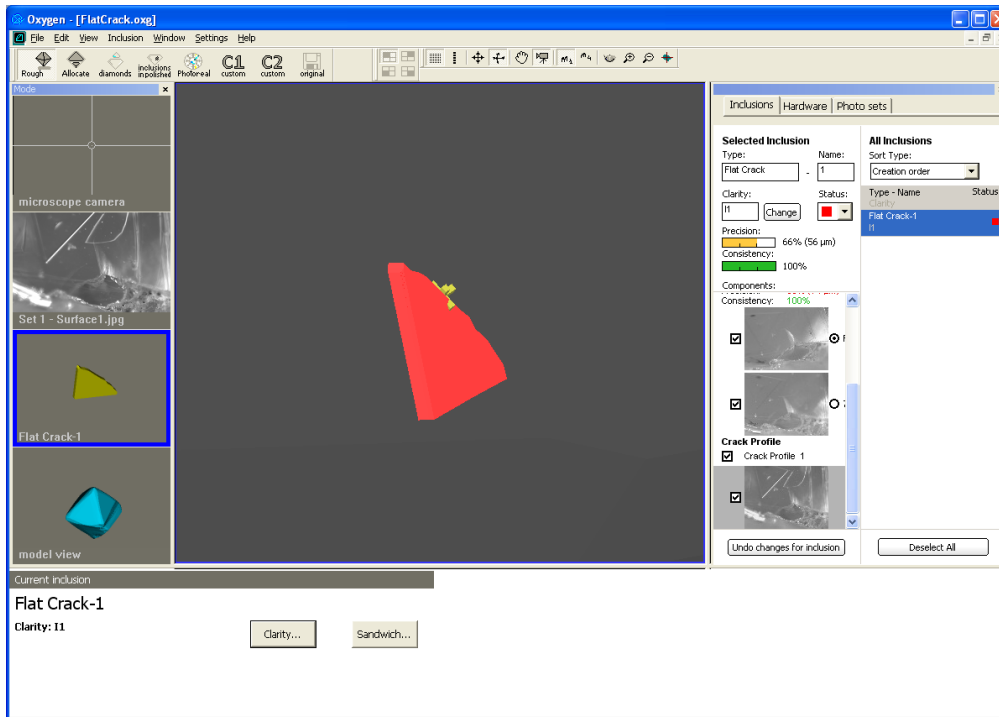 Oxygen - [FlatCrack.oxg]
File Edit View Inclusion Window Settings Help
Rough Allocate diamonds inclusions in polished Photoreal C1 custom C2 custom original
Mode
microscope camera
Set 1 - Surface1.jpg
Flat Crack-1
model view
Inclusions Hardware Photo sets
Selected Inclusion
Type: Name:
Flat Crack - 1
Clarity: Status:
I1 Change
Precision:
66% (56 µm)
Consistency:
100%
Components:
Consistency: 100%
Crack Profile
Crack Profile 1
Undo changes for inclusion
All Inclusions
Sort Type:
Creation order
Type - Name Status
Clarity
Flat Crack-1
I1
Deselect All
Current inclusion
Flat Crack-1
Clarity: I1
Clarity... Sandwich...